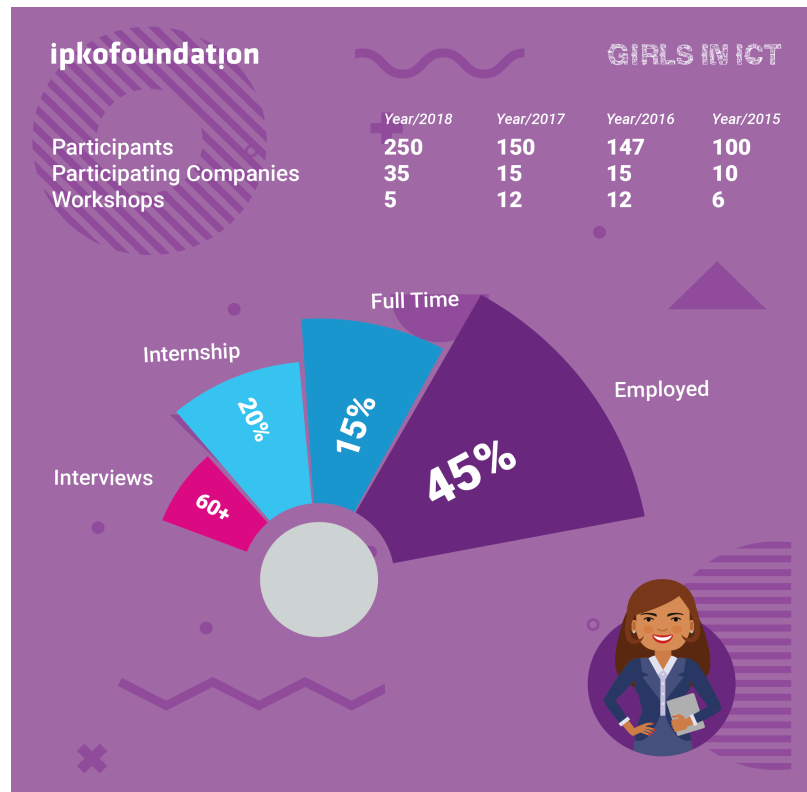 ipkofoundation
GIRLS IN ICT
Year/2018 Year/2017 Year/2016 Year/2015
Participants 250 150 147 100
Participating Companies 35 15 15 10
Workshops 5 12 12 6
Full Time
Internship
Employed
20%
15%
45%
Interviews
60+